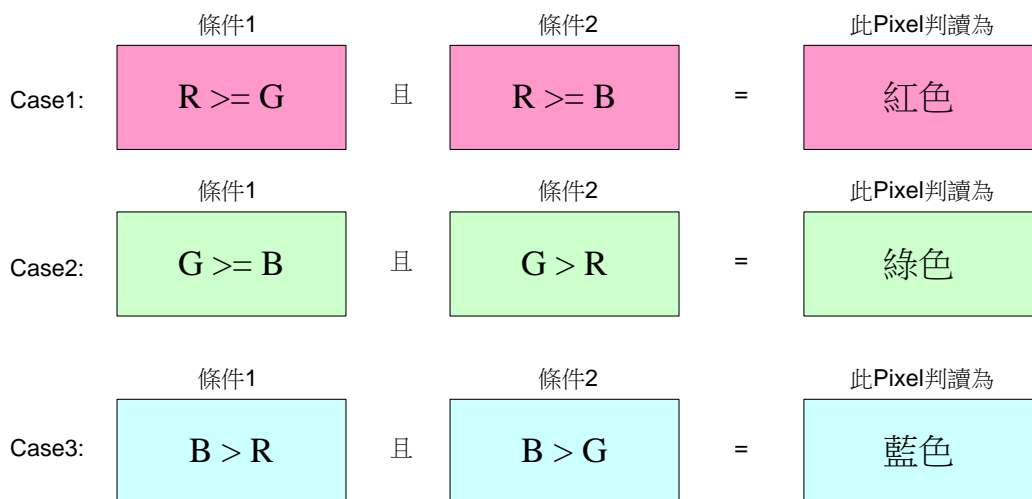 條件1 條件2 此Pixel判讀為
Case1: R >= G 且 R >= B = 紅色
條件1 條件2 此Pixel判讀為
Case2: G >= B 且 G > R = 綠色
條件1 條件2 此Pixel判讀為
Case3: B > R 且 B > G = 藍色